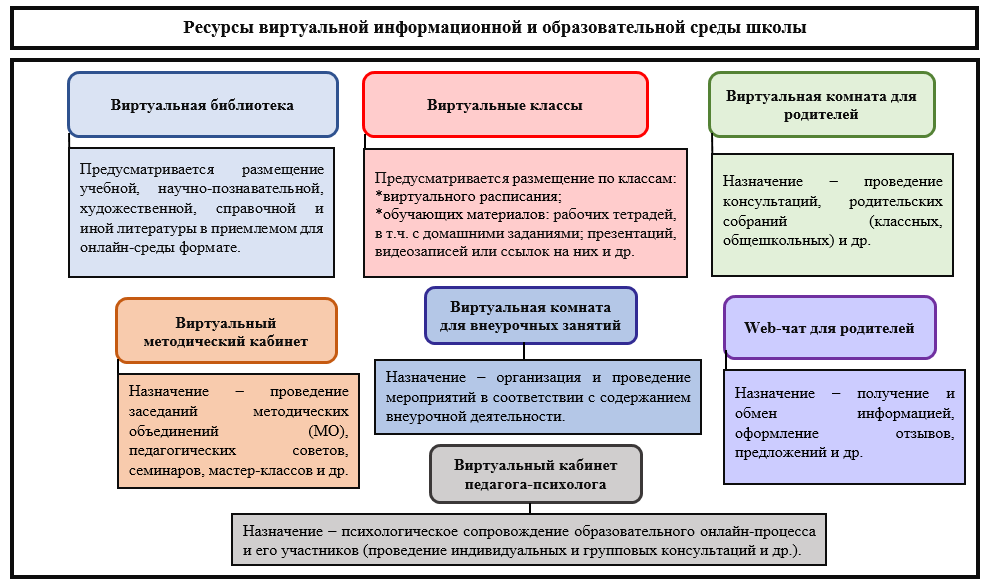 Ресурсы виртуальной информационной и образовательной среды школы
Виртуальная библиотека
Предусматривается размещение
учебной, научно-познавательной,
художественной, справочной и
иной литературы в приемлемом для
онлайн-среды формате.
Виртуальные классы
Предусматривается размещение по классам:
*виртуального расписания;
*обучающих материалов: рабочих тетрадей,
в т.ч. с домашними заданиями; презентаций,
видеозаписей или ссылок на них и др.
Виртуальная комната для
родителей
Назначение – проведение
консультаций, родительских
собраний (классных,
общешкольных) и др.
Виртуальный
методический кабинет
Назначение – проведение
заседаний методических
объединений (МО),
педагогических советов,
семинаров, мастер-классов и др.
Виртуальная комната
для внеурочных занятий
Назначение – организация и проведение
мероприятий в соответствии с содержанием
внеурочной деятельности.
Web-чат для родителей
Назначение – получение и
обмен информацией,
оформление отзывов,
предложений и др.
Виртуальный кабинет
педагога-психолога
Назначение – психологическое сопровождение образовательного онлайн-процесса
и его участников (проведение индивидуальных и групповых консультаций и др.).